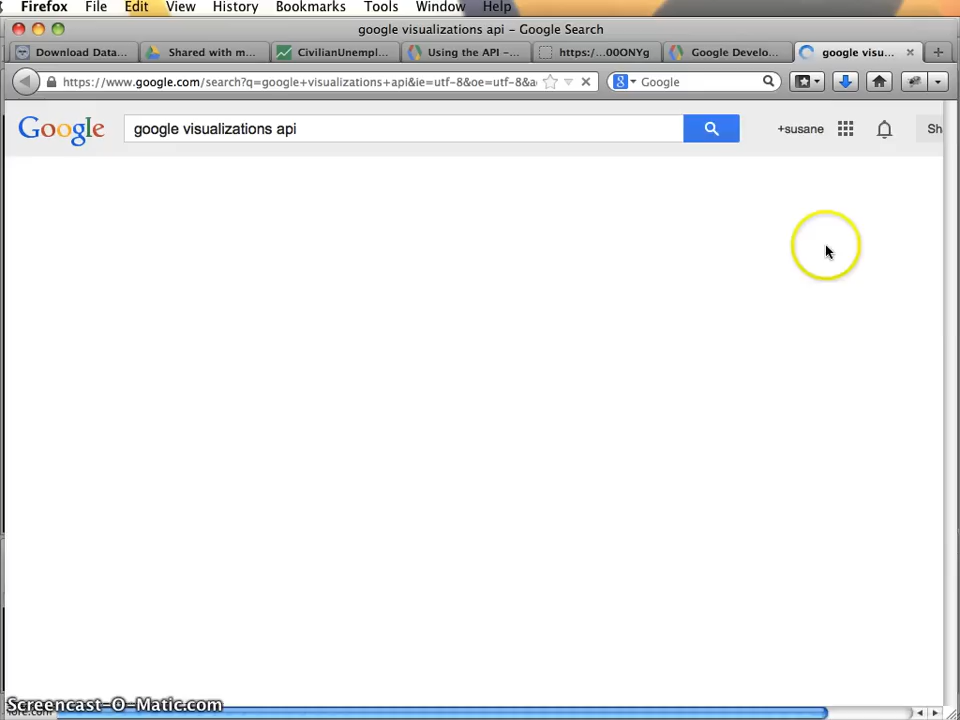 Firefox File Edit View History Bookmarks Tools Window Help
google visualizations api - Google Search
Download Data... Shared with m... CivilianUnempl... Using the API -... https:/...00ONYg Google Develo... google visu...
https://www.google.com/search?q=google+visualizations+api&ie=utf-8&oe=utf-8&a Google
Google google visualizations api +susane Sh
Screencast-O-Matic.com